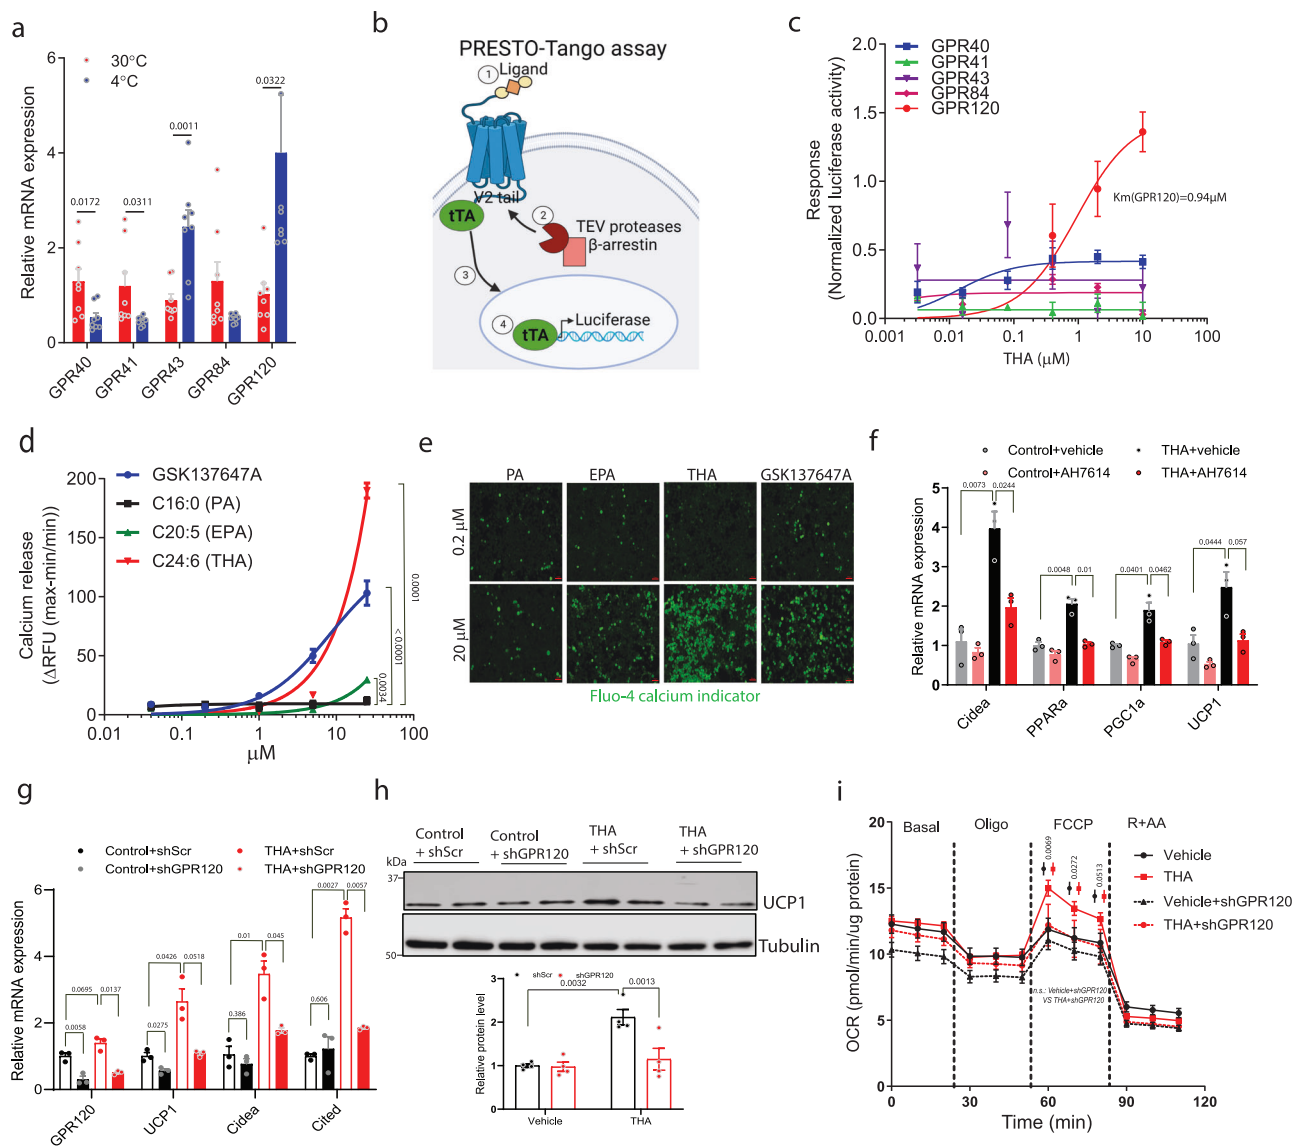 a
Relative mRNA expression
6
4
2
0
30°C
4°C
0.0172
0.0311
0.0011
0.0322
GPR40
GPR41
GPR43
GPR84
GPR120
b
PRESTO-Tango assay
1
Ligand
V2 tail
tTA
2
TEV proteases
β-arrestin
3
4
tTA
Luciferase
c
Response
(Normalized luciferase activity)
2.0
1.5
1.0
0.5
0.0
GPR40
GPR41
GPR43
GPR84
GPR120
Km(GPR120)=0.94μM
0.001
0.01
0.1
1
10
100
THA (μM)
d
Calcium release
(ΔRFU (max-min/min))
200
150
100
50
0
GSK137647A
C16:0 (PA)
C20:5 (EPA)
C24:6 (THA)
0.0001
< 0.0001
0.0034
0.01
0.1
1
10
100
μM
e
PA
EPA
THA
GSK137647A
0.2 μM
20 μM
Fluo-4 calcium indicator
f
Control+vehicle
THA+vehicle
Control+AH7614
THA+AH7614
Relative mRNA expression
5
4
3
2
1
0
0.0073
0.0244
0.0048
0.01
0.0401
0.0462
0,0444
0,057
Cidea
PPARa
PGC1a
UCP1
g
Control+shScr
THA+shScr
Control+shGPR120
THA+shGPR120
Relative mRNA expression
6
4
2
0
0.0695
0.0137
0.0058
0.0426
0.0518
0.0275
0.01
0.045
0.386
0.0027
0.0057
0.606
GPR120
UCP1
Cidea
Cited
h
Control
+ shScr
Control
+ shGPR120
THA
+ shScr
THA
+ shGPR120
kDa
37
50
UCP1
Tubulin
shScr
shGPR120
Relative protein level
3
2
1
0
0.0032
0.0013
Vehicle
THA
i
OCR (pmol/min/ug protein)
20
15
10
5
0
Basal
Oligo
FCCP
R+AA
0.0069
0.0272
0.0513
n.s.: Vehicle+shGPR120
VS THA+shGPR120
Vehicle
THA
Vehicle+shGPR120
THA+shGPR120
0
30
60
90
120
Time (min)